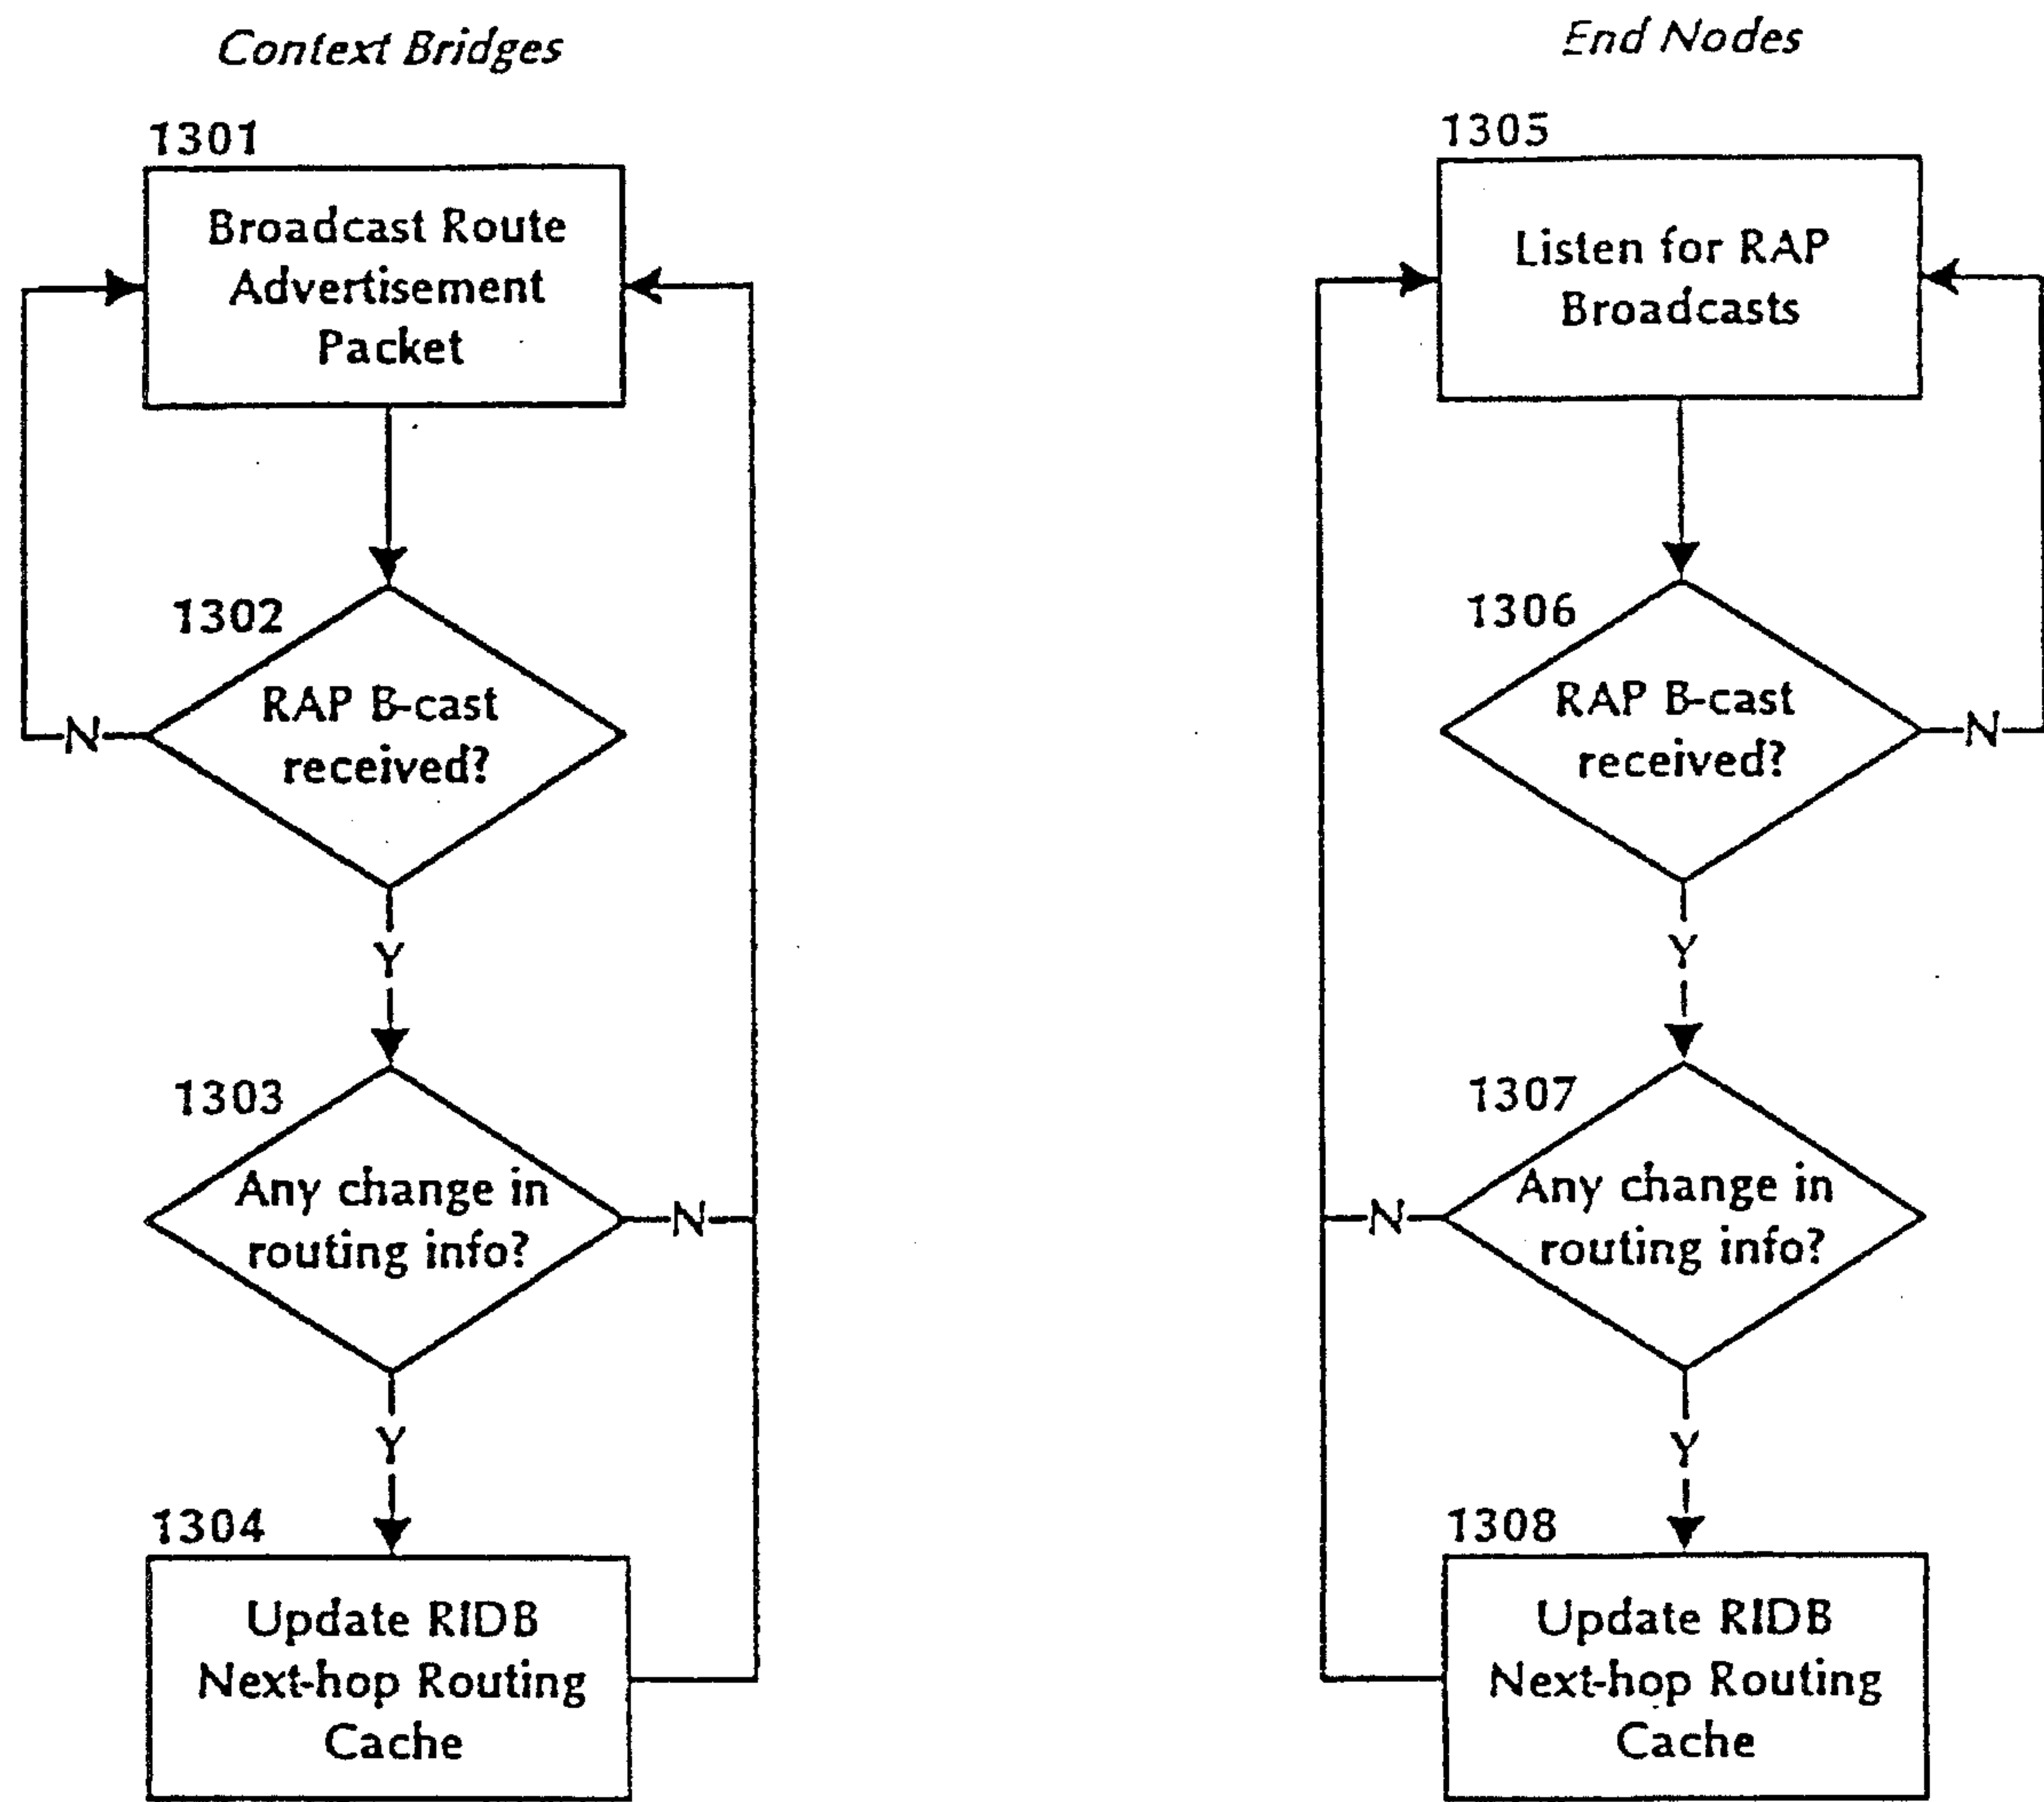 Context Bridges
1301
Broadcast Route
Advertisement
Packet
1302
RAP B-cast
received?
N
Y
1303
Any change in
routing info?
N
Y
1304
Update RIDB
Next-hop Routing
Cache
End Nodes
1305
Listen for RAP
Broadcasts
1306
RAP B-cast
received?
N
Y
1307
Any change in
routing info?
N
Y
1308
Update RIDB
Next-hop Routing
Cache